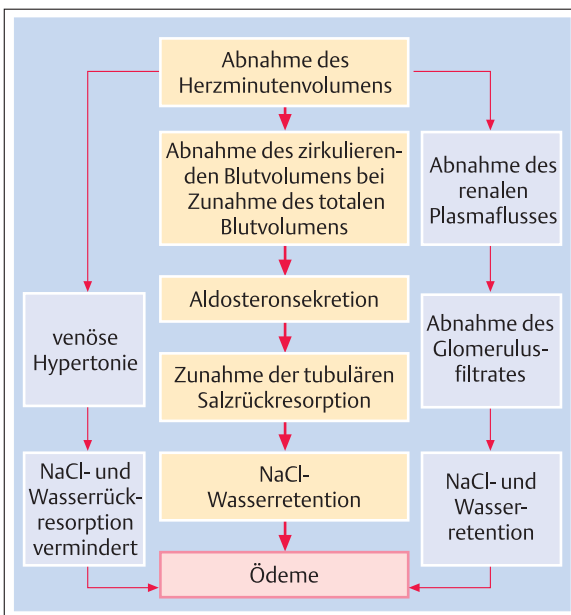 Abnahme des
Herzminutenvolumens
Abnahme des zirkulieren-
den Blutvolumens bei
Zunahme des totalen
Blutvolumens
Abnahme des
renalen
Plasmaflusses
Aldosteronsekretion
venöse
Hypertonie
Abnahme des
Glomerulus-
filtrates
Zunahme der tubulären
Salzrückresorption
NaCl- und
Wasserrück-
resorption
vermindert
NaCl-
Wasserretention
NaCl- und
Wasser-
retention
Ödeme